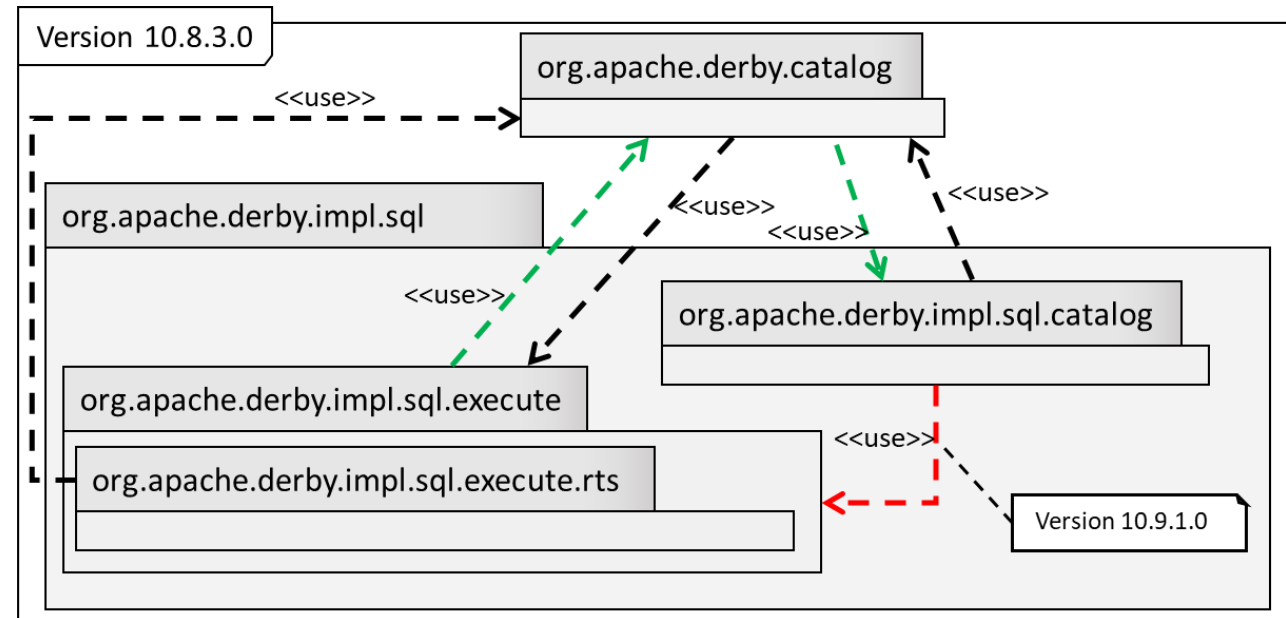 Version 10.8.3.0
org.apache.derby.catalog
<<use>>
org.apache.derby.impl.sql
<<use>>
<<use>>
<<use>>
<<use>>
org.apache.derby.impl.sql.catalog
org.apache.derby.impl.sql.execute
<<use>>
org.apache.derby.impl.sql.execute.rts
Version 10.9.1.0